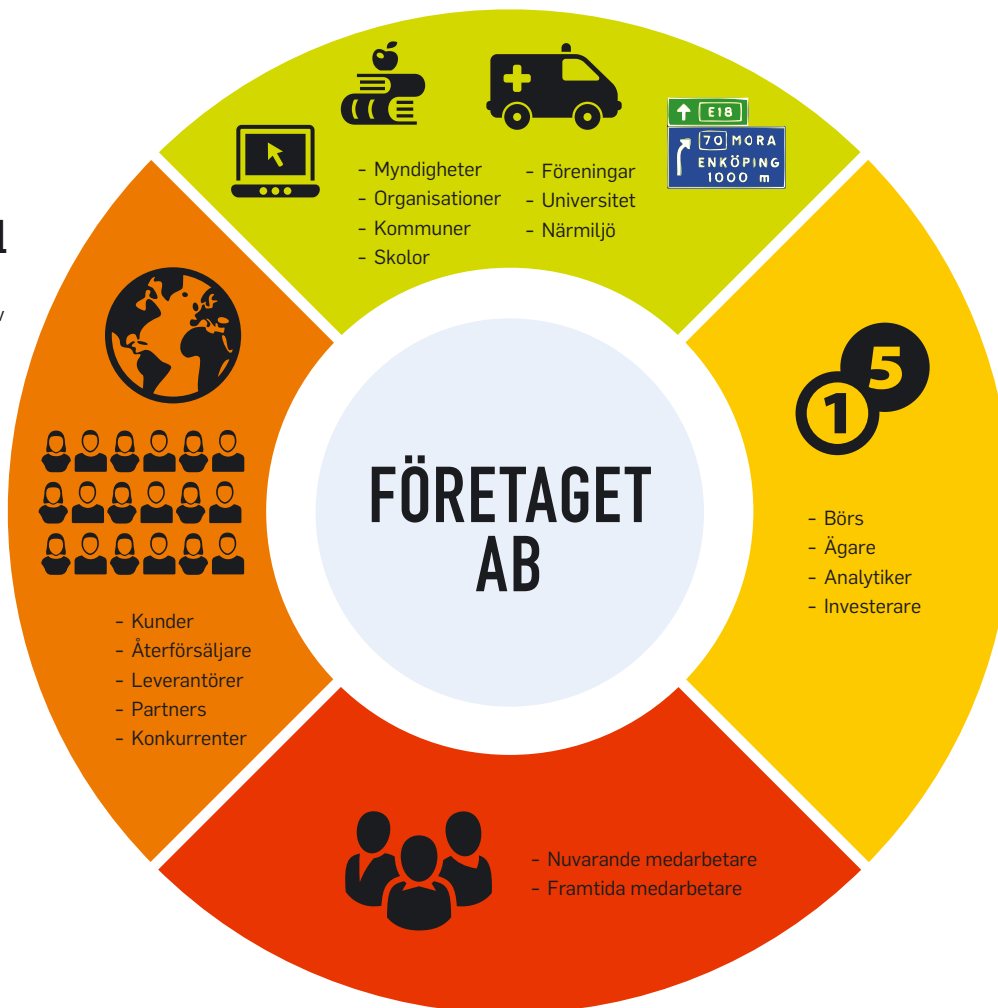 E18
70 MORA
ENKÖPING
1000 m
- Myndigheter
- Organisationer
- Kommuner
- Skolor
- Föreningar
- Universitet
- Närmiljö
1
5
- Börs
- Ägare
- Analytiker
- Investerare
FÖRETAGET
AB
- Kunder
- Återförsäljare
- Leverantörer
- Partners
- Konkurrenter
- Nuvarande medarbetare
- Framtida medarbetare